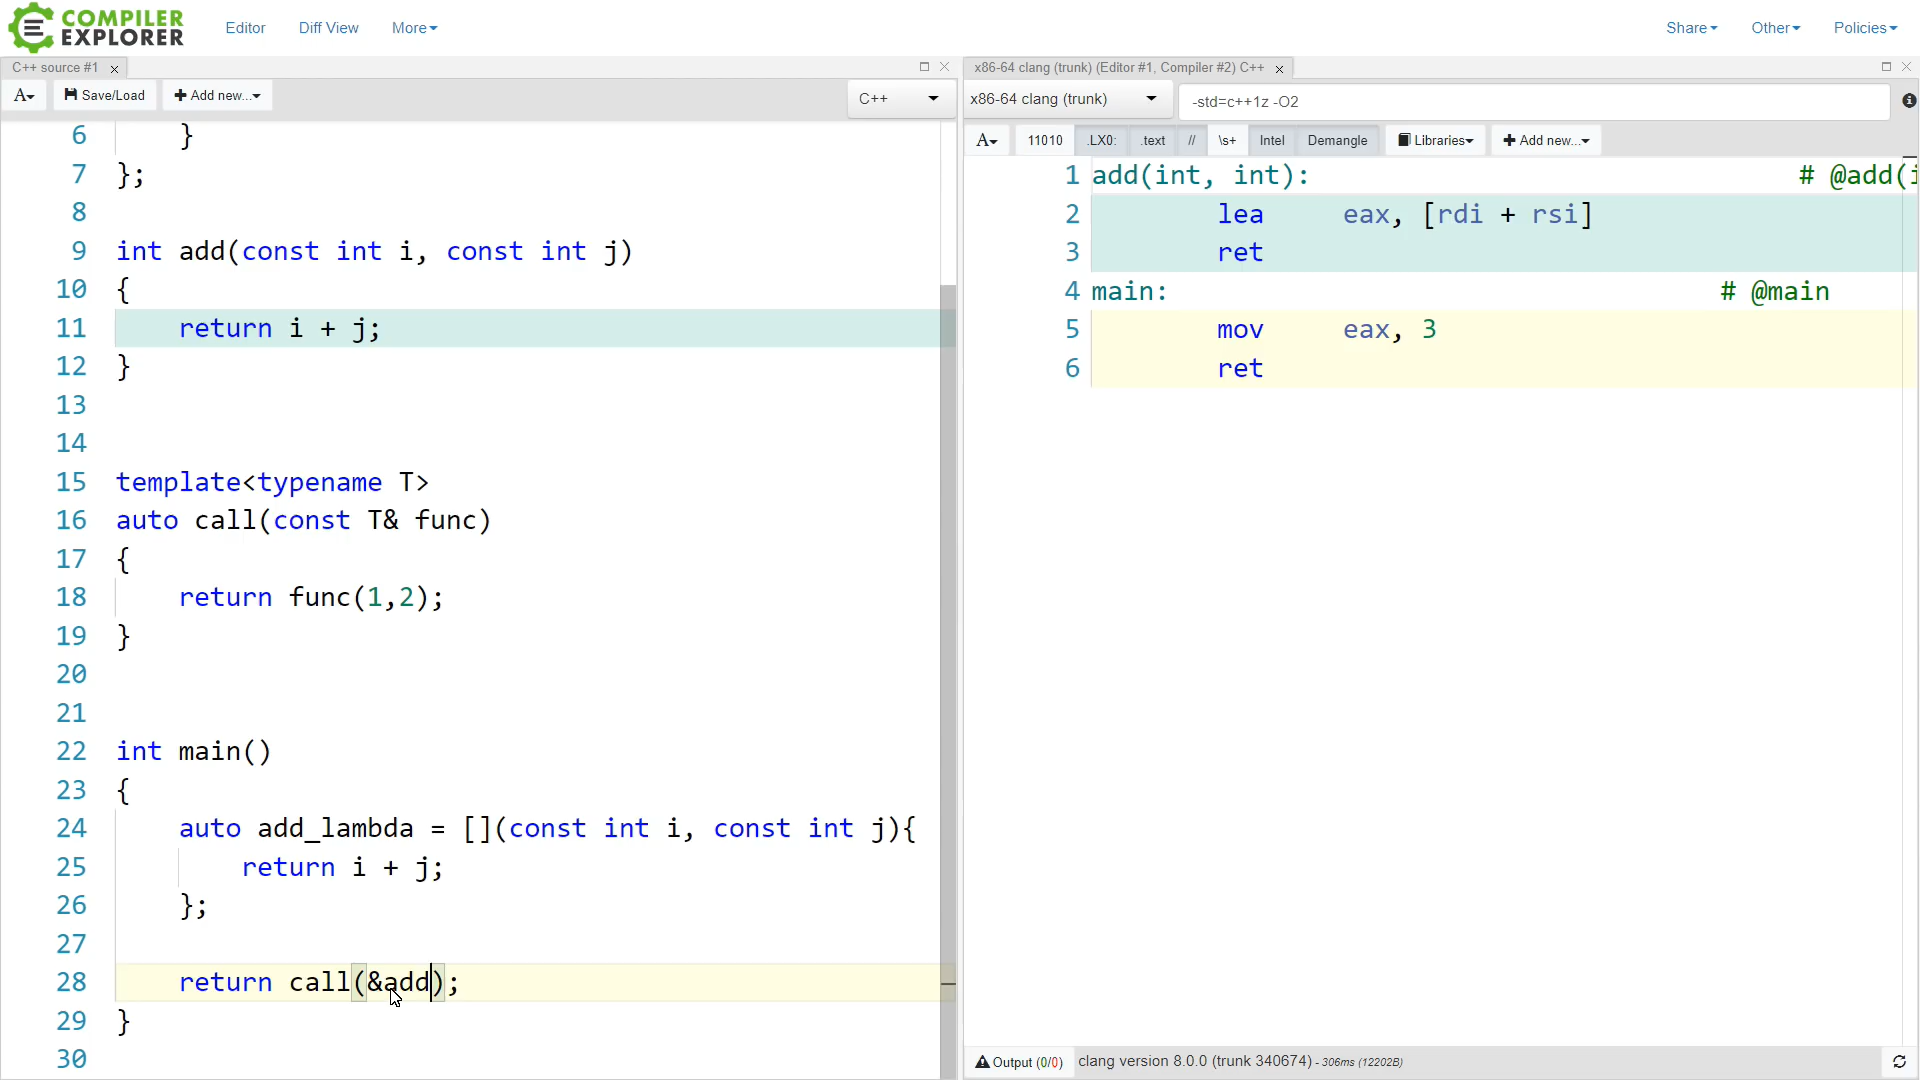 COMPILER
EXPLORER
Editor
Diff View
More
Share
Other
Policies
C++ source #1
A
Save/Load
Add new...
C++
6 }
7 };
8
9 int add(const int i, const int j)
10 {
11 return i + j;
12 }
13
14
15 template<typename T>
16 auto call(const T& func)
17 {
18 return func(1,2);
19 }
20
21
22 int main()
23 {
24 auto add_lambda = [](const int i, const int j){
25 return i + j;
26 };
27
28 return call(&add);
29 }
30
x86-64 clang (trunk) (Editor #1, Compiler #2) C++
x86-64 clang (trunk)
-std=c++1z -O2
A
11010
.LX0:
.text
//
\s+
Intel
Demangle
Libraries
Add new...
1 add(int, int): # @add(i
2 lea eax, [rdi + rsi]
3 ret
4 main: # @main
5 mov eax, 3
6 ret
Output (0/0)
clang version 8.0.0 (trunk 340674) - 306ms (12202B)